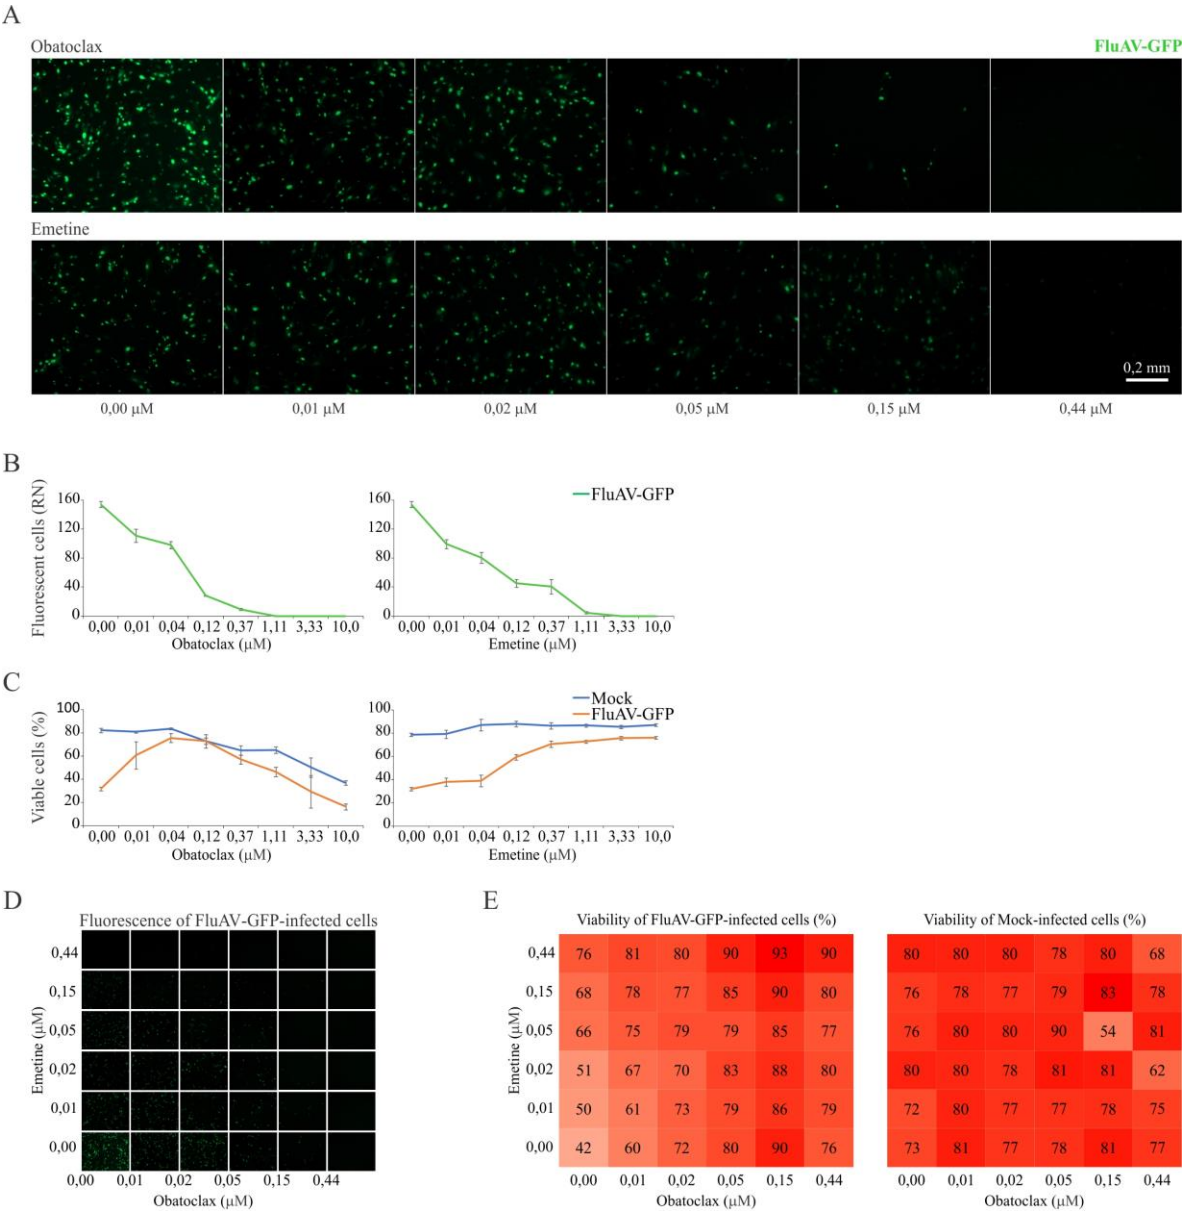 A
Obatoclax FluAV-GFP
Emetine
0,2 mm
0,00 µM 0,01 µM 0,02 µM 0,05 µM 0,15 µM 0,44 µM
B
Fluorescent cells (RN)
160
120
80
40
0
0,00 0,01 0,04 0,12 0,37 1,11 3,33 10,0
Obatoclax (µM)
160
120
80
40
0
0,00 0,01 0,04 0,12 0,37 1,11 3,33 10,0
Emetine (µM)
FluAV-GFP
C
Viable cells (%)
100
80
60
40
20
0
0,00 0,01 0,04 0,12 0,37 1,11 3,33 10,0
Obatoclax (µM)
100
80
60
40
20
0
0,00 0,01 0,04 0,12 0,37 1,11 3,33 10,0
Emetine (µM)
Mock
FluAV-GFP
D
Fluorescence of FluAV-GFP-infected cells
Emetine (µM)
0,44
0,15
0,05
0,02
0,01
0,00
0,00 0,01 0,02 0,05 0,15 0,44
Obatoclax (µM)
E
Viability of FluAV-GFP-infected cells (%)
Emetine (µM)
0,44 76 81 80 90 93 90
0,15 68 78 77 85 90 80
0,05 66 75 79 79 85 77
0,02 51 67 70 83 88 80
0,01 50 61 73 79 86 79
0,00 42 60 72 80 90 76
0,00 0,01 0,02 0,05 0,15 0,44
Obatoclax (µM)
Viability of Mock-infected cells (%)
80 80 80 78 80 68
76 78 77 79 83 78
76 80 80 90 54 81
80 80 78 81 81 62
72 80 77 77 78 75
73 81 77 78 81 77
0,00 0,01 0,02 0,05 0,15 0,44
Obatoclax (µM)